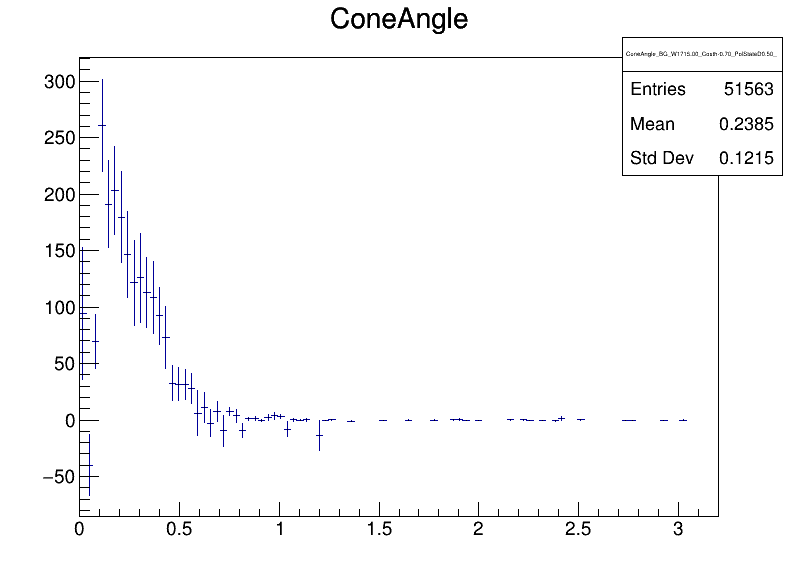 ConeAngle
ConeAngle_BG_W1715.00_Costh-0.70_PolStateD0.50_
Entries 51563
Mean 0.2385
Std Dev 0.1215
300
250
200
150
100
50
0
−50
0 0.5 1 1.5 2 2.5 3